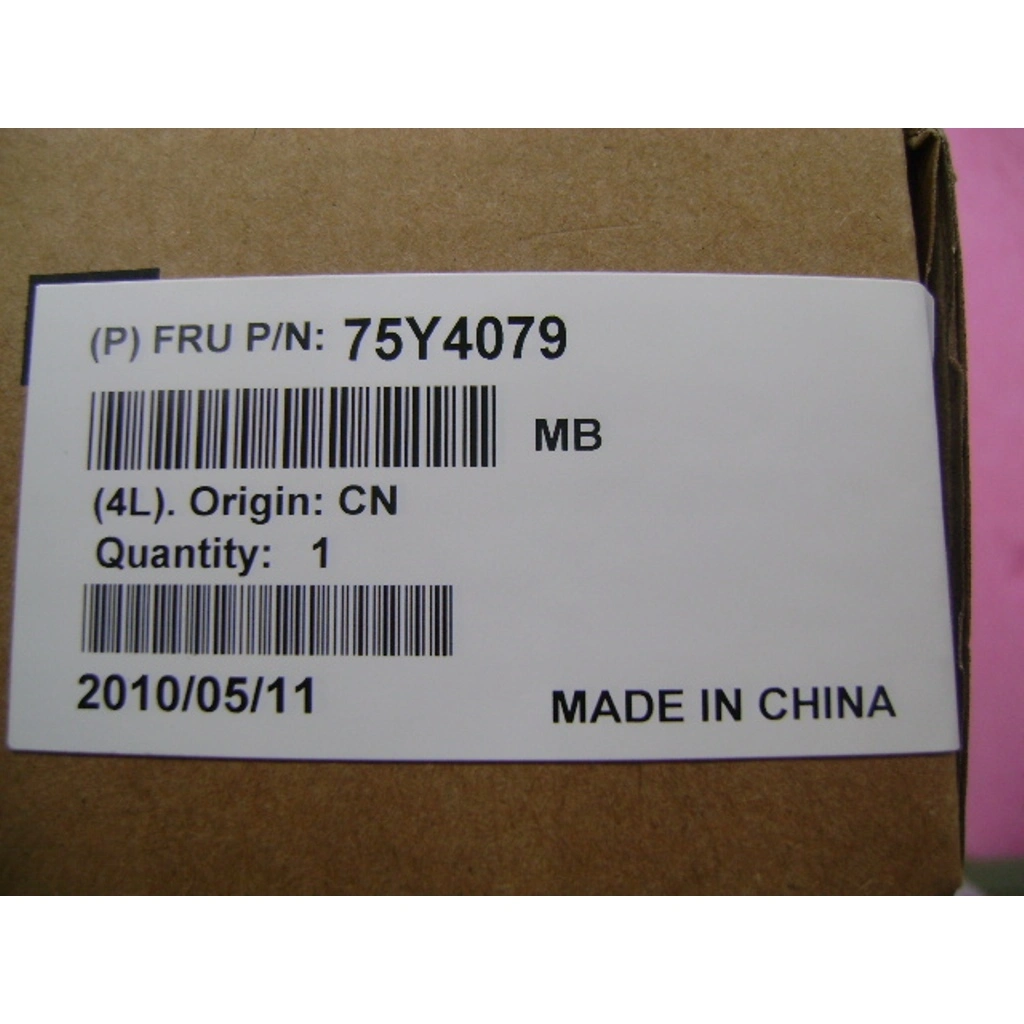 (P) FRU P/N: 75Y4079
MB
(4L). Origin: CN
Quantity: 1
2010/05/11
MADE IN CHINA